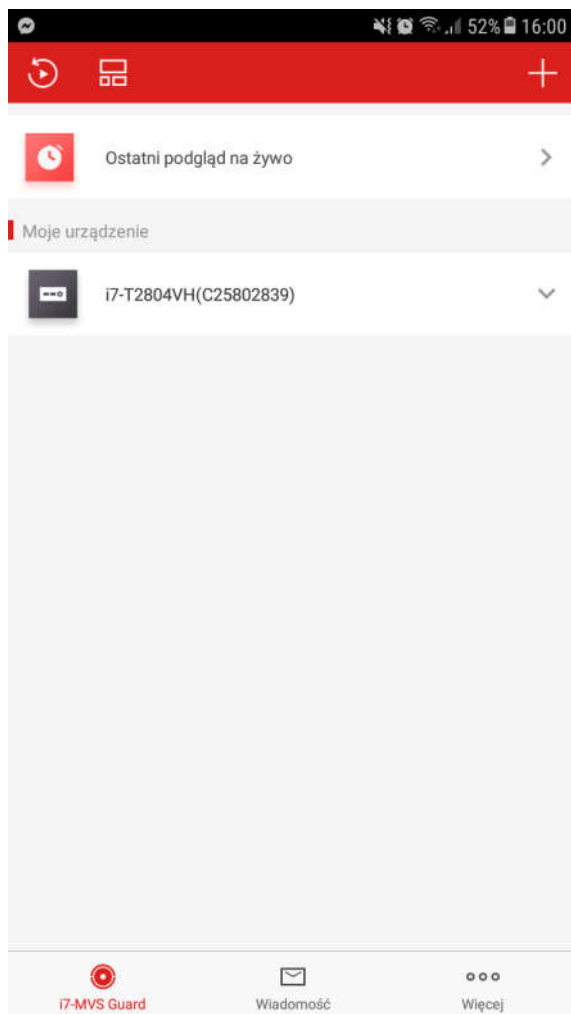 52% 16:00
Ostatni podgląd na żywo
Moje urządzenie
i7-T2804VH(C25802839)
i7-MVS Guard
Wiadomość
Więcej